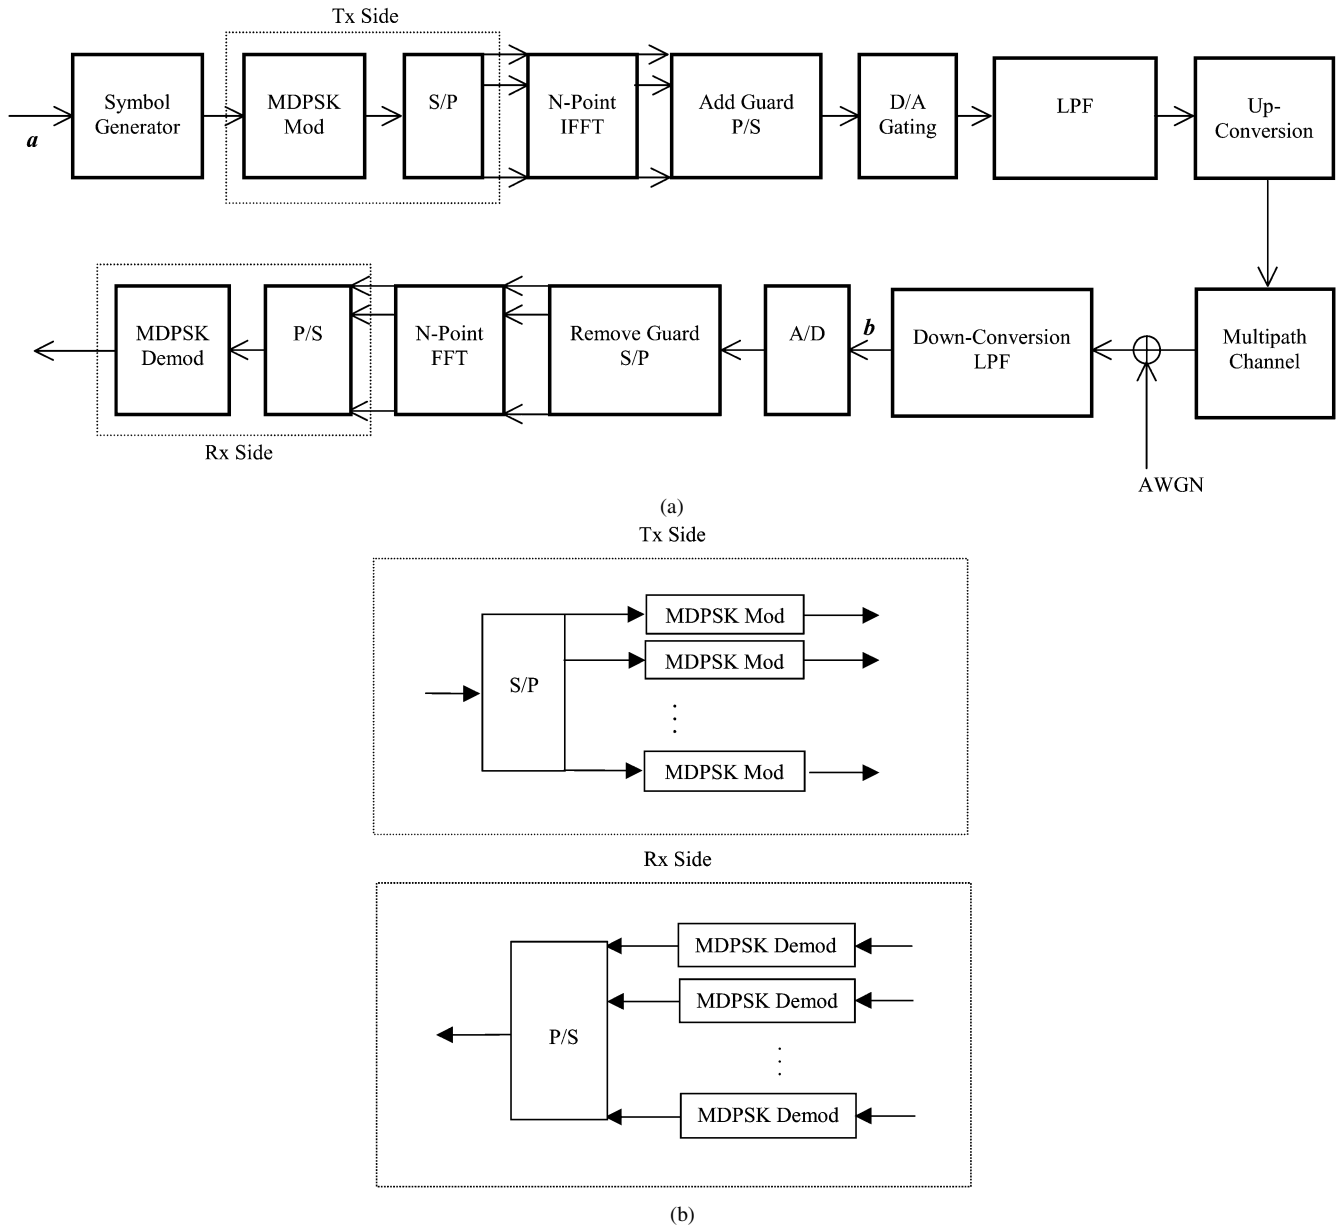 Tx Side
Symbol
Generator
MDPSK
Mod
S/P
N-Point
IFFT
Add Guard
P/S
D/A
Gating
LPF
Up-
Conversion
a
MDPSK
Demod
P/S
N-Point
FFT
Remove Guard
S/P
A/D
b
Down-Conversion
LPF
Multipath
Channel
Rx Side
AWGN
(a)
Tx Side
S/P
MDPSK Mod
MDPSK Mod
MDPSK Mod
Rx Side
P/S
MDPSK Demod
MDPSK Demod
MDPSK Demod
(b)